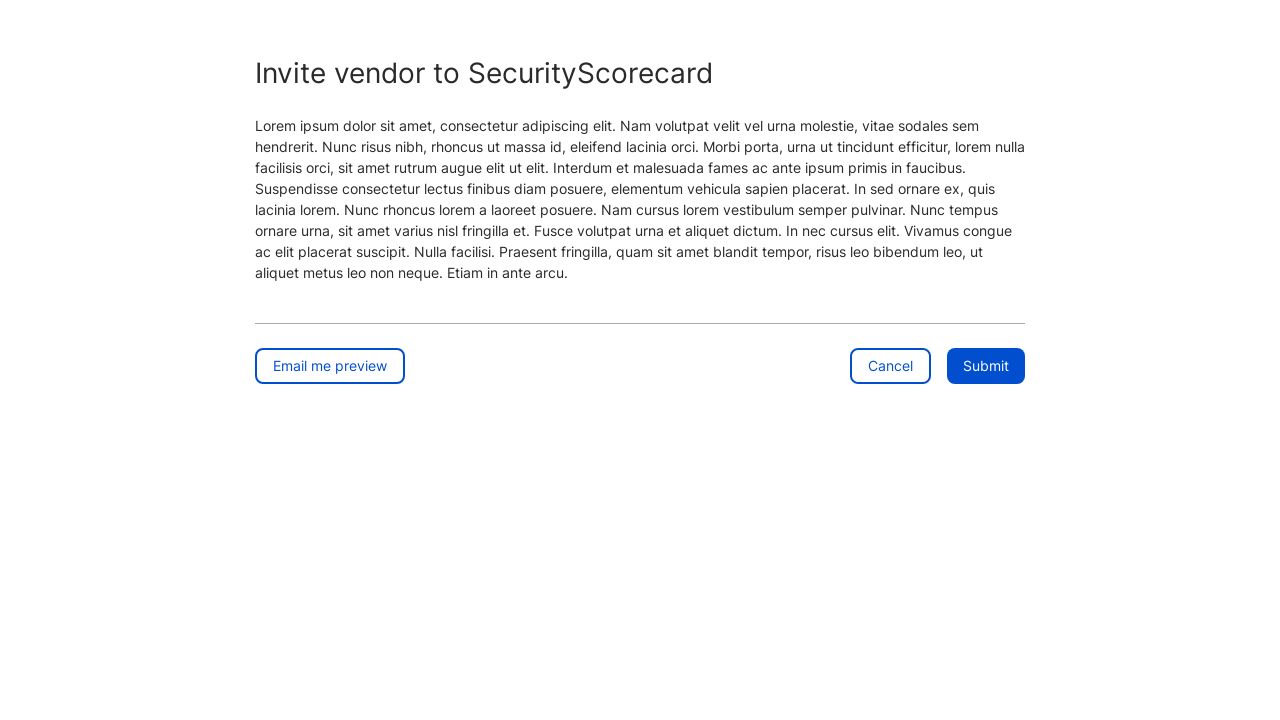 Invite vendor to SecurityScorecard
Lorem ipsum dolor sit amet, consectetur adipiscing elit. Nam volutpat velit vel urna molestie, vitae sodales sem
hendrerit. Nunc risus nibh, rhoncus ut massa id, eleifend lacinia orci. Morbi porta, urna ut tincidunt efficitur, lorem nulla
facilisis orci, sit amet rutrum augue elit ut elit. Interdum et malesuada fames ac ante ipsum primis in faucibus.
Suspendisse consectetur lectus finibus diam posuere, elementum vehicula sapien placerat. In sed ornare ex, quis
lacinia lorem. Nunc rhoncus lorem a laoreet posuere. Nam cursus lorem vestibulum semper pulvinar. Nunc tempus
ornare urna, sit amet varius nisl fringilla et. Fusce volutpat urna et aliquet dictum. In nec cursus elit. Vivamus congue
ac elit placerat suscipit. Nulla facilisi. Praesent fringilla, quam sit amet blandit tempor, risus leo bibendum leo, ut
aliquet metus leo non neque. Etiam in ante arcu.
Email me preview
Cancel
Submit